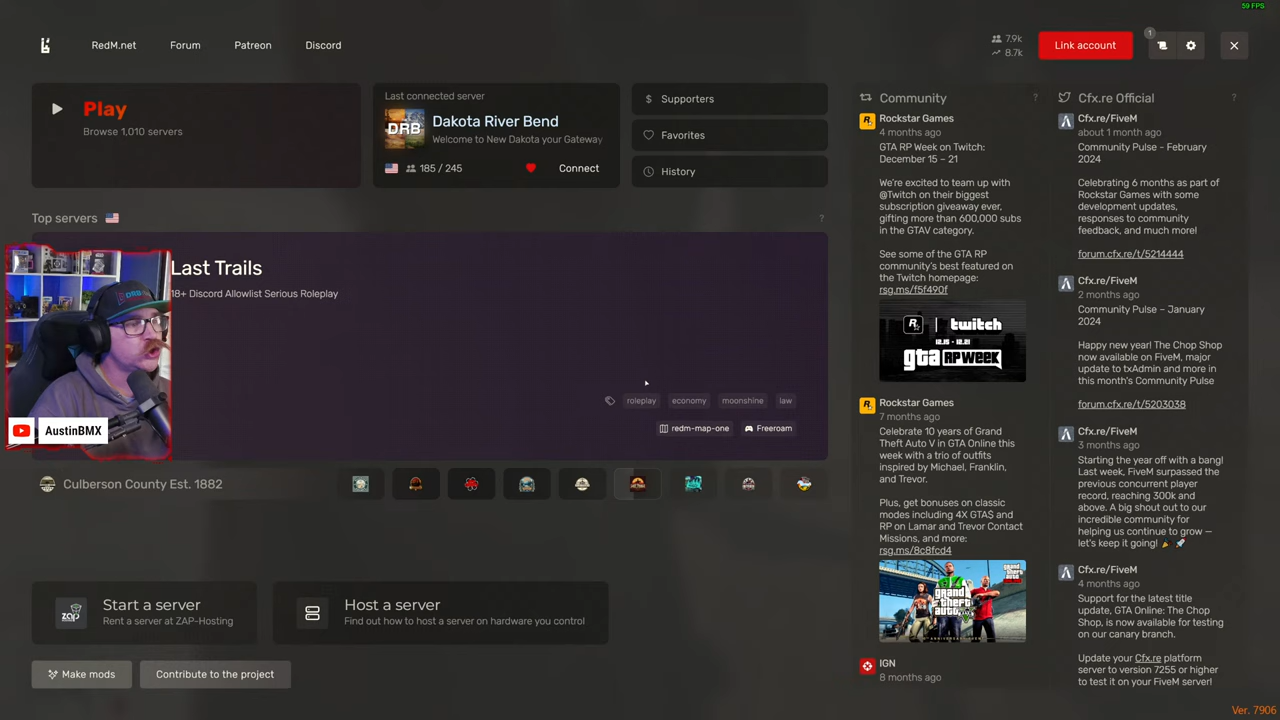 59 FPS
RedM.net
Forum
Patreon
Discord
7.9k
8.7k
Link account
1
Play
Browse 1,010 servers
Last connected server
DRB
Dakota River Bend
Welcome to New Dakota your Gateway
185 / 245
Connect
Supporters
Favorites
History
Top servers
?
Last Trails
18+ Discord Allowlist Serious Roleplay
roleplay
economy
moonshine
law
redm-map-one
Freeroam
DRB
AustinBMX
Culberson County Est. 1882
zap
Start a server
Rent a server at ZAP-Hosting
Host a server
Find out how to host a server on hardware you control
Make mods
Contribute to the project
Community
?
Rockstar Games
4 months ago
GTA RP Week on Twitch:
December 15 – 21
We're excited to team up with
@Twitch on their biggest
subscription giveaway ever,
gifting more than 600,000 subs
in the GTAV category.
See some of the GTA RP
community's best featured on
the Twitch homepage:
rsg.ms/f5f490f
R
twitch
12.15 - 12.21
gta RP WEEK
Rockstar Games
7 months ago
Celebrate 10 years of Grand
Theft Auto V in GTA Online this
week with a trio of outfits
inspired by Michael, Franklin,
and Trevor.
Plus, get bonuses on classic
modes including 4X GTA$ and
RP on Lamar and Trevor Contact
Missions, and more:
rsg.ms/8c8fcd4
grand
theft
auto
IGN
8 months ago
Cfx.re Official
?
Cfx.re/FiveM
about 1 month ago
Community Pulse - February
2024
Celebrating 6 months as part of
Rockstar Games with some
development updates,
responses to community
feedback, and much more!
forum.cfx.re/t/5214444
Cfx.re/FiveM
2 months ago
Community Pulse – January
2024
Happy new year! The Chop Shop
now available on FiveM, major
update to txAdmin and more in
this month's Community Pulse
forum.cfx.re/t/5203038
Cfx.re/FiveM
3 months ago
Starting the year off with a bang!
Last week, FiveM surpassed the
previous concurrent player
record, reaching 300k and
above. A big shout out to our
incredible community for
helping us continue to grow —
let's keep it going!
Cfx.re/FiveM
4 months ago
Support for the latest title
update, GTA Online: The Chop
Shop, is now available for testing
on our canary branch.
Update your Cfx.re platform
server to version 7255 or higher
to test it on your FiveM server!
Ver. 7906